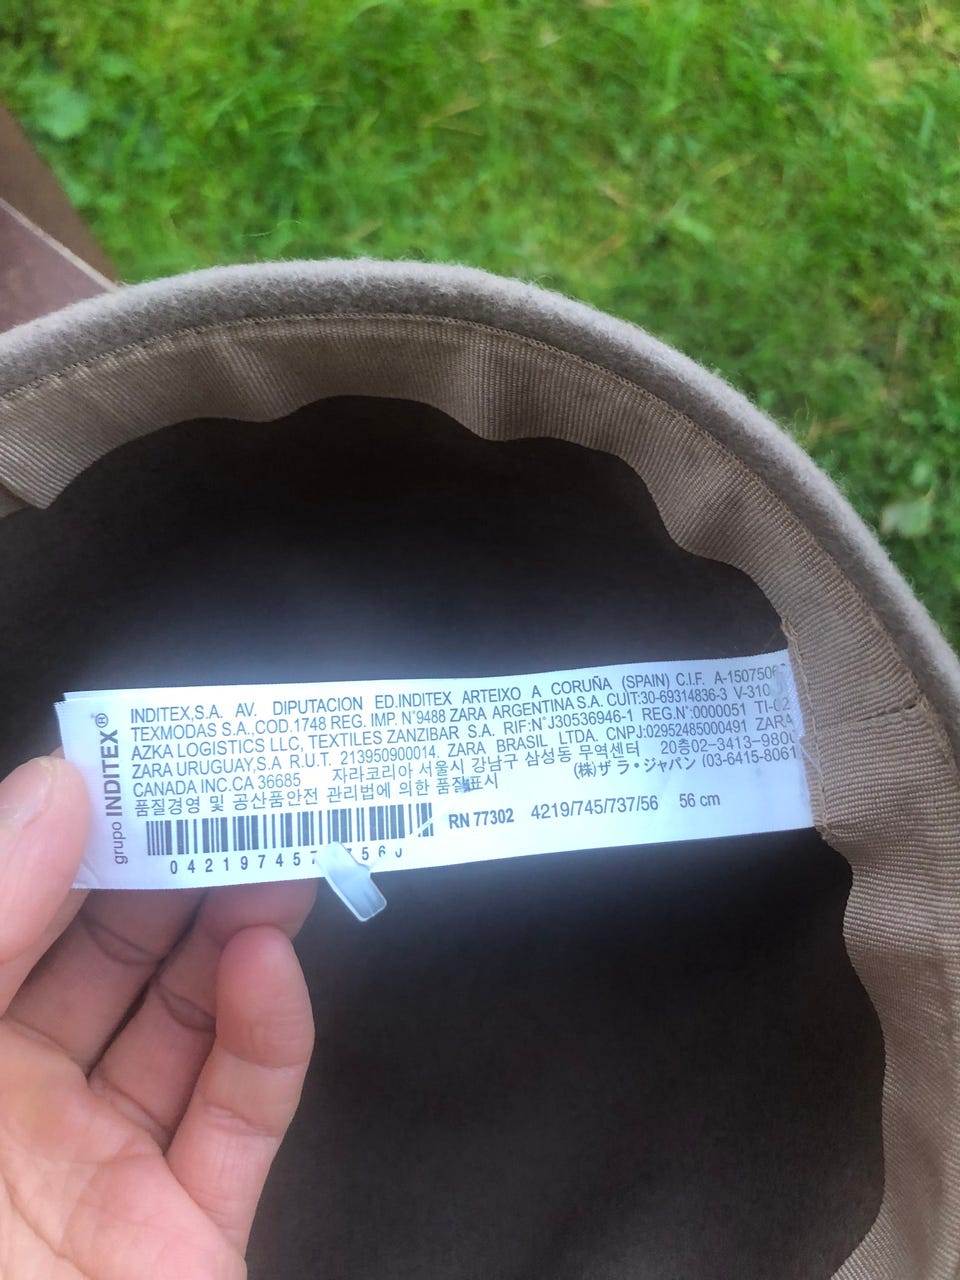 grupo INDITEX®
INDITEX,S.A. AV. DIPUTACION ED.INDITEX ARTEIXO A CORUÑA (SPAIN) C.I.F.
TEXMODAS S.A.,COD.1748 REG. IMP. N°9488 ZARA ARGENTINA S.A. CUIT:30-69314836-3
AZKA LOGISTICS LLC, TEXTILES ZANZIBAR S.A. RIF:N°J30536946-1 REG.N°:0000051
ZARA URUGUAY,S.A R.U.T. 213950900014. ZARA BRASIL LTDA. CNPJ:02952485000491 ZARA
CANADA INC.CA 36685 자라코리아 서울시 강남구 삼성동 무역센터 20층
품질경영 및 공산품안전 관리법에 의한 품질표시 (株)ザラ・ジャパン
RN 77302 4219/745/737/56 56 cm